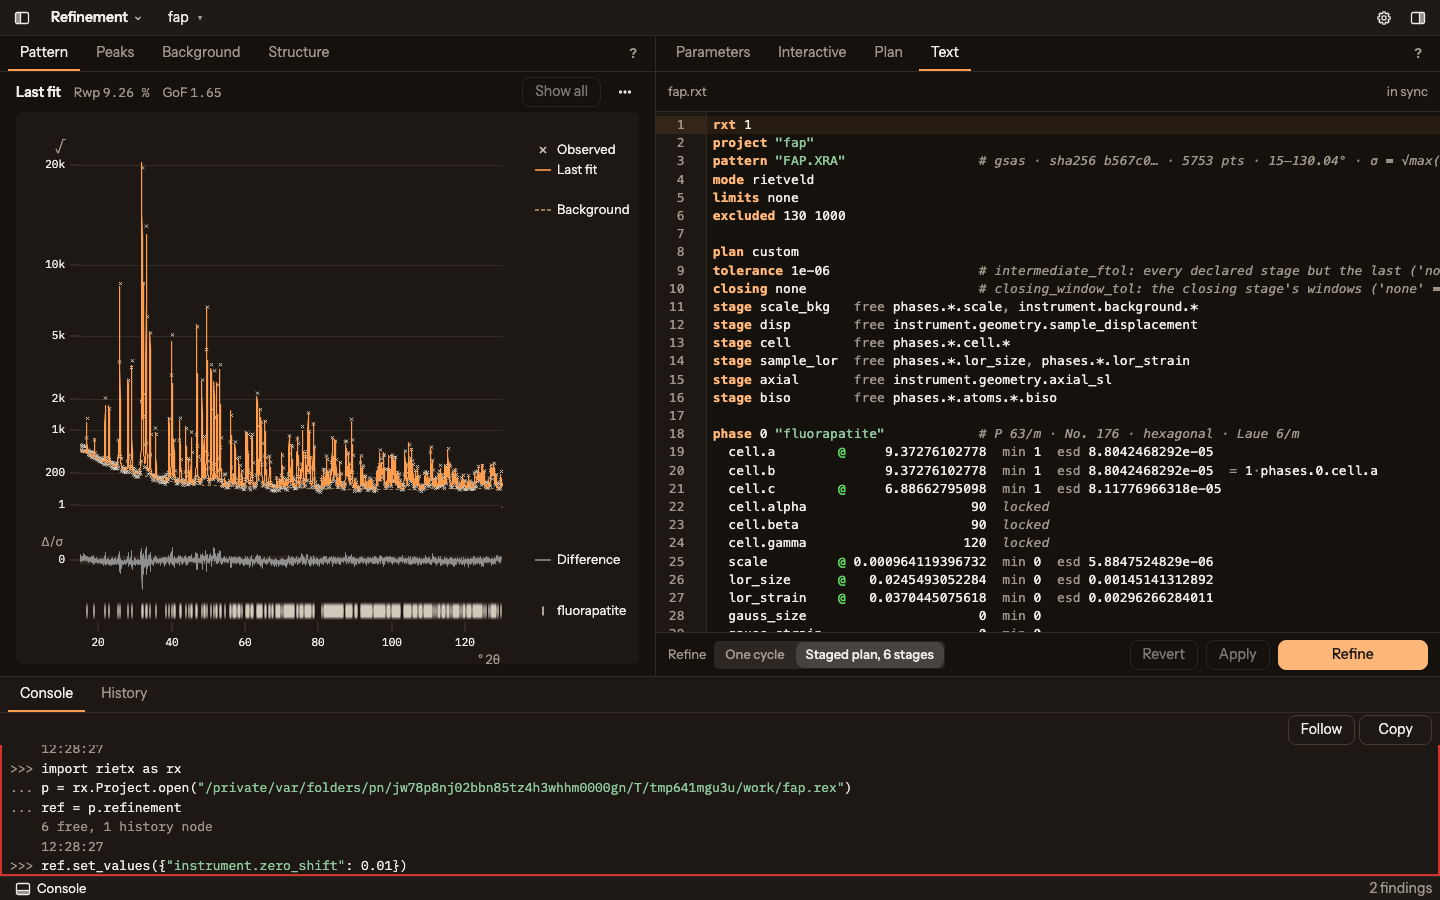 Refinement fap
Pattern Peaks Background Structure ?
Last fit Rwp 9.26 % GoF 1.65 Show all •••
√
20k
10k
5k
2k
1k
200
1
Δ/σ
0
Observed
Last fit
Background
Difference
fluorapatite
20 40 60 80 100 120
°2θ
Parameters Interactive Plan Text ?
fap.rxt in sync
1 rxt 1
2 project "fap"
3 pattern "FAP.XRA" # gsas · sha256 b567c0… · 5753 pts · 15–130.04° · σ = √max(
4 mode rietveld
5 limits none
6 excluded 130 1000
7
8 plan custom
9 tolerance 1e-06 # intermediate_ftol: every declared stage but the last ('no
10 closing none # closing_window_tol: the closing stage's windows ('none' =
11 stage scale_bkg free phases.*.scale, instrument.background.*
12 stage disp free instrument.geometry.sample_displacement
13 stage cell free phases.*.cell.*
14 stage sample_lor free phases.*.lor_size, phases.*.lor_strain
15 stage axial free instrument.geometry.axial_sl
16 stage biso free phases.*.atoms.*.biso
17
18 phase 0 "fluorapatite" # P 63/m · No. 176 · hexagonal · Laue 6/m
19 cell.a @ 9.37276102778 min 1 esd 8.8042468292e-05
20 cell.b 9.37276102778 min 1 esd 8.8042468292e-05 = 1·phases.0.cell.a
21 cell.c @ 6.88662795098 min 1 esd 8.11776966318e-05
22 cell.alpha 90 locked
23 cell.beta 90 locked
24 cell.gamma 120 locked
25 scale @ 0.000964119396732 min 0 esd 5.8847524829e-06
26 lor_size @ 0.0245493052284 min 0 esd 0.00145141312892
27 lor_strain @ 0.0370445075618 min 0 esd 0.00296266284011
28 gauss_size 0 min 0
29 gauss_strain 0 min 0
Refine One cycle Staged plan, 6 stages Revert Apply Refine
Console History
Follow Copy
12:28:27
>>> import rietx as rx
... p = rx.Project.open("/private/var/folders/pn/jw78p8nj02bbn85tz4h3whhm0000gn/T/tmp641mgu3u/work/fap.rex")
... ref = p.refinement
6 free, 1 history node
12:28:27
>>> ref.set_values({"instrument.zero_shift": 0.01})
Console 2 findings